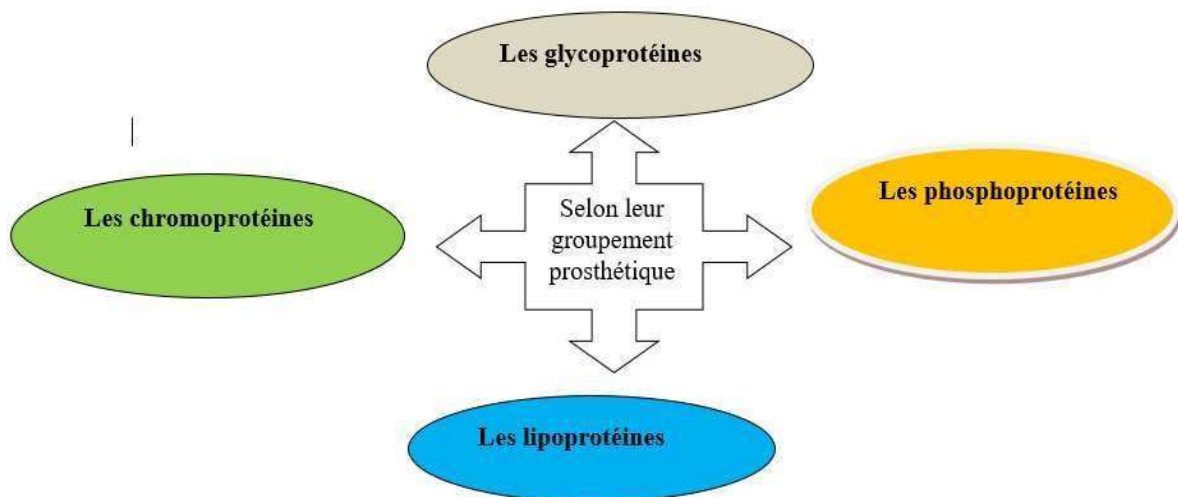 Les glycoprotéines
Les chromoprotéines
Selon leur
groupement
prosthétique
Les phosphoprotéines
Les lipoprotéines